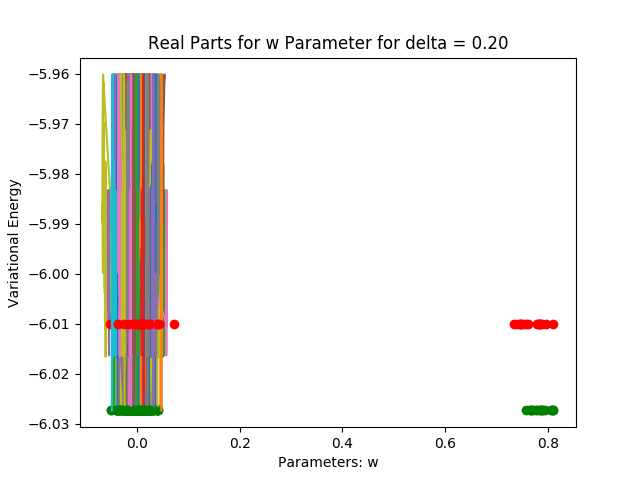 Real Parts for w Parameter for delta = 0.20
−5.96
−5.97
−5.98
−5.99
−6.00
−6.01
−6.02
−6.03
Variational Energy
0.0 0.2 0.4 0.6 0.8
Parameters: w